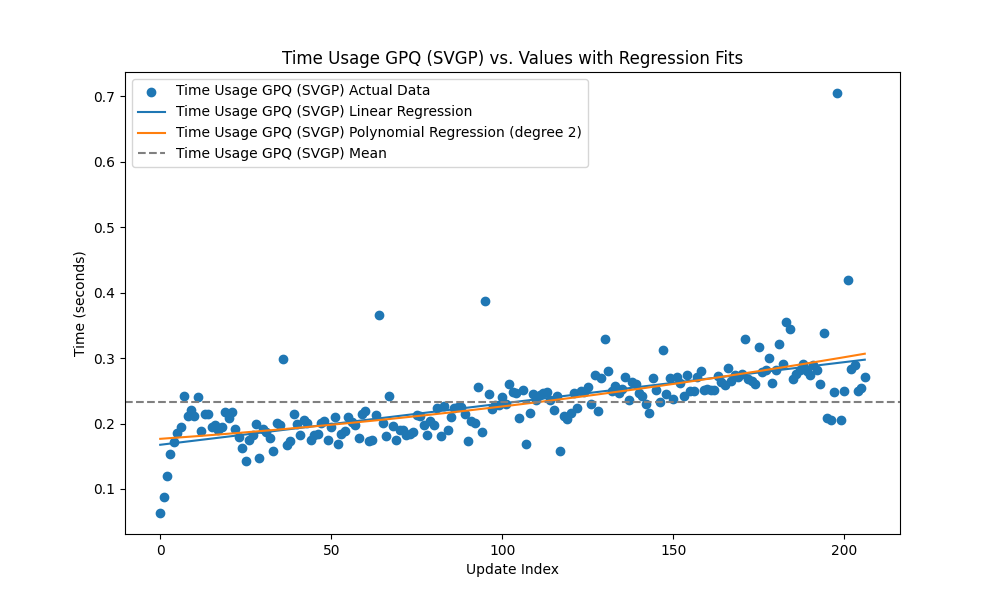 Time Usage GPQ (SVGP) vs. Values with Regression Fits
Time Usage GPQ (SVGP) Actual Data
Time Usage GPQ (SVGP) Linear Regression
Time Usage GPQ (SVGP) Polynomial Regression (degree 2)
Time Usage GPQ (SVGP) Mean
Time (seconds)
0.7
0.6
0.5
0.4
0.3
0.2
0.1
0 50 100 150 200
Update Index